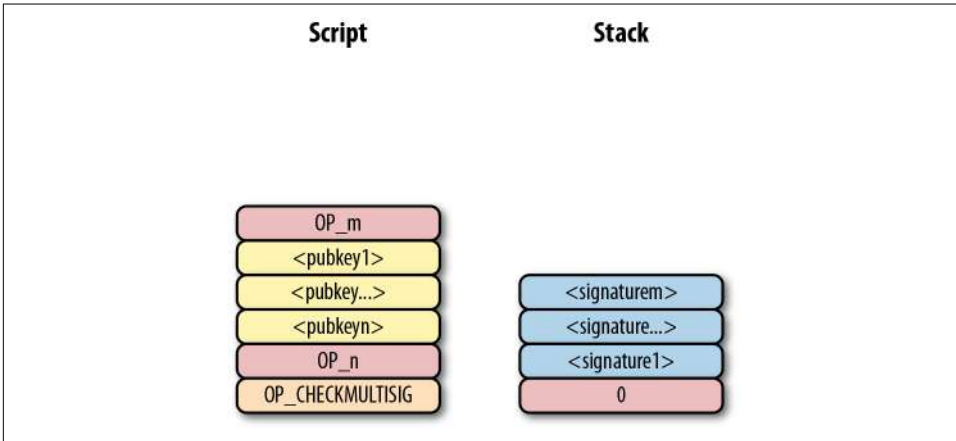 Script
Stack
OP_m
<pubkey1>
<pubkey...>
<pubkeyn>
OP_n
OP_CHECKMULTISIG
<signaturem>
<signature...>
<signature1>
0